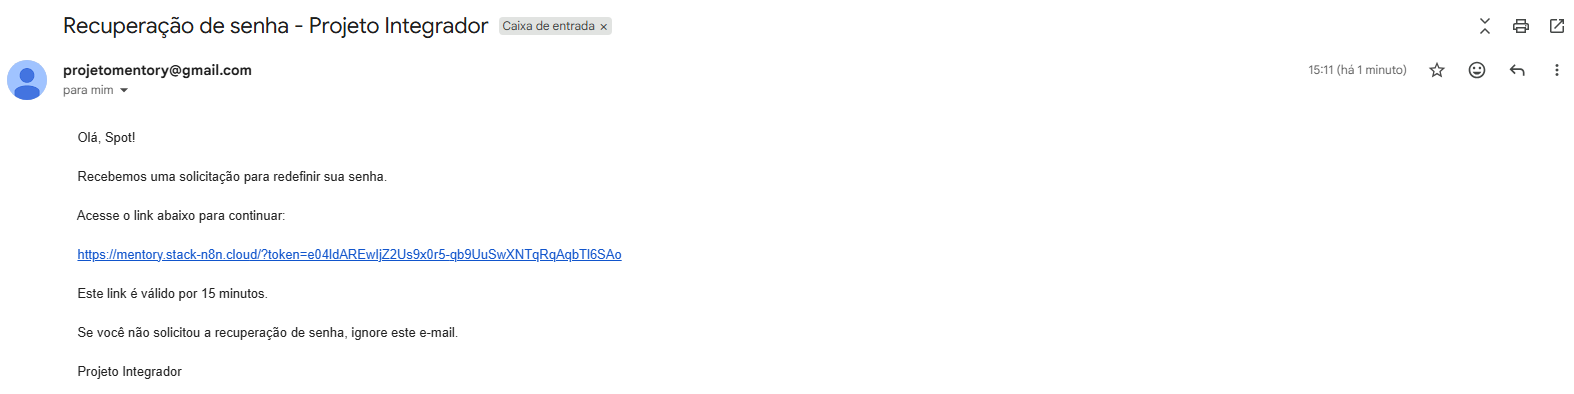 Recuperação de senha - Projeto Integrador Caixa de entrada ×
projetomentory@gmail.com 15:11 (há 1 minuto)
para mim
Olá, Spot!
Recebemos uma solicitação para redefinir sua senha.
Acesse o link abaixo para continuar:
https://mentory.stack-n8n.cloud/?token=e04ldAREwIjZ2Us9x0r5-qb9UuSwXNTqRqAqbTl6SAo
Este link é válido por 15 minutos.
Se você não solicitou a recuperação de senha, ignore este e-mail.
Projeto Integrador